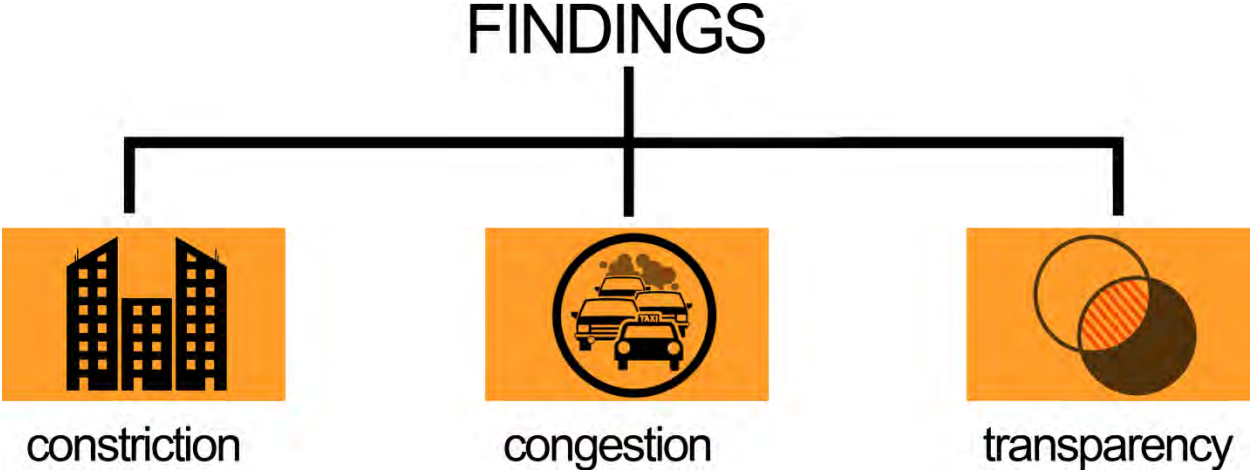 FINDINGS
TAXI
constriction
congestion
transparency